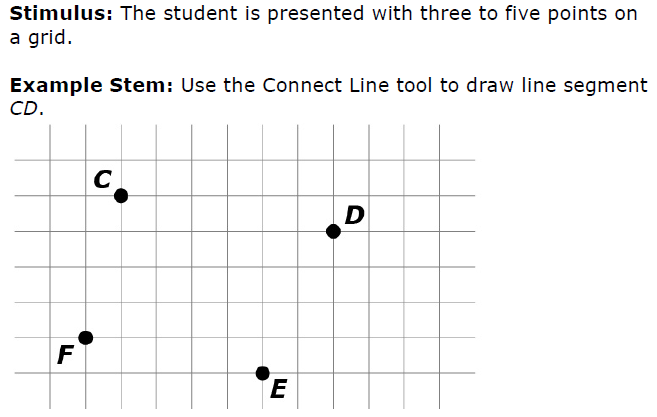 Stimulus: The student is presented with three to five points on
a grid.
Example Stem: Use the Connect Line tool to draw line segment
CD.
C
D
F
E